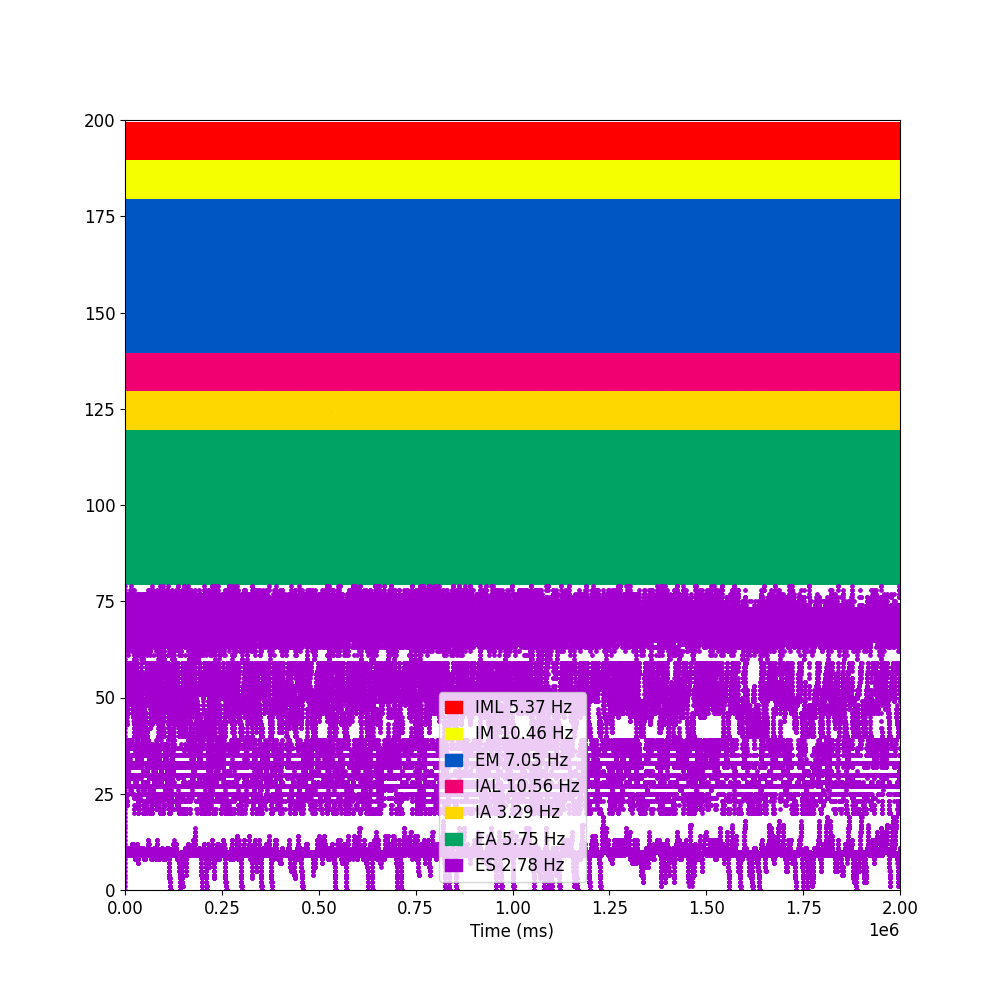 200
175
150
125
100
75
50
25
0
IML 5.37 Hz
IM 10.46 Hz
EM 7.05 Hz
IAL 10.56 Hz
IA 3.29 Hz
EA 5.75 Hz
ES 2.78 Hz
0.00 0.25 0.50 0.75 1.00 1.25 1.50 1.75 2.00
Time (ms)
1e6